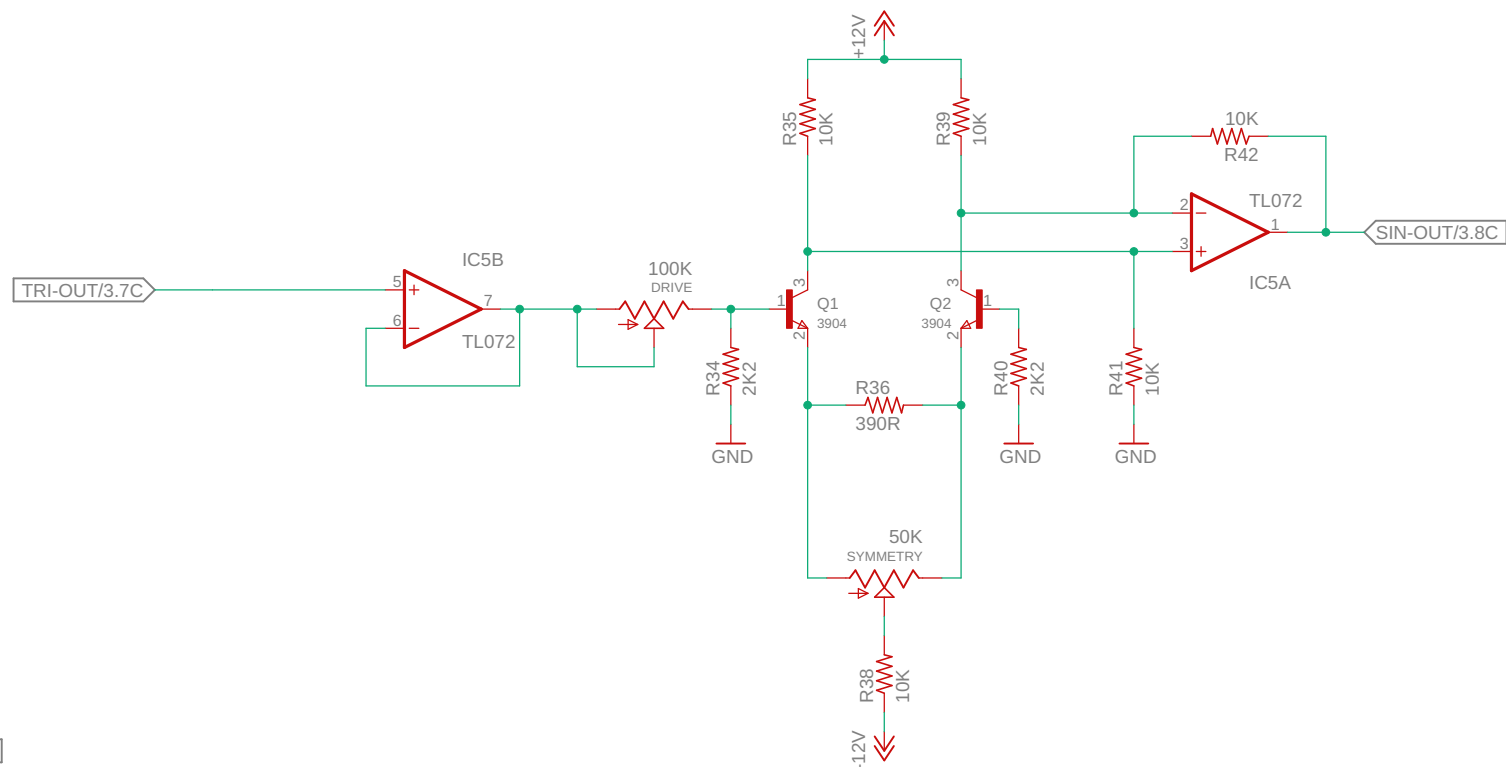 +12V
R35
10K
R39
10K
10K
R42
TL072
2
3
1
SIN-OUT/3.8C
IC5A
IC5B
TRI-OUT/3.7C
5
6
7
TL072
100K
DRIVE
1
3
Q1
3904
2
3
Q2
3904
1
2
R34
2K2
GND
R36
390R
R40
2K2
GND
R41
10K
GND
50K
SYMMETRY
R38
10K
-12V